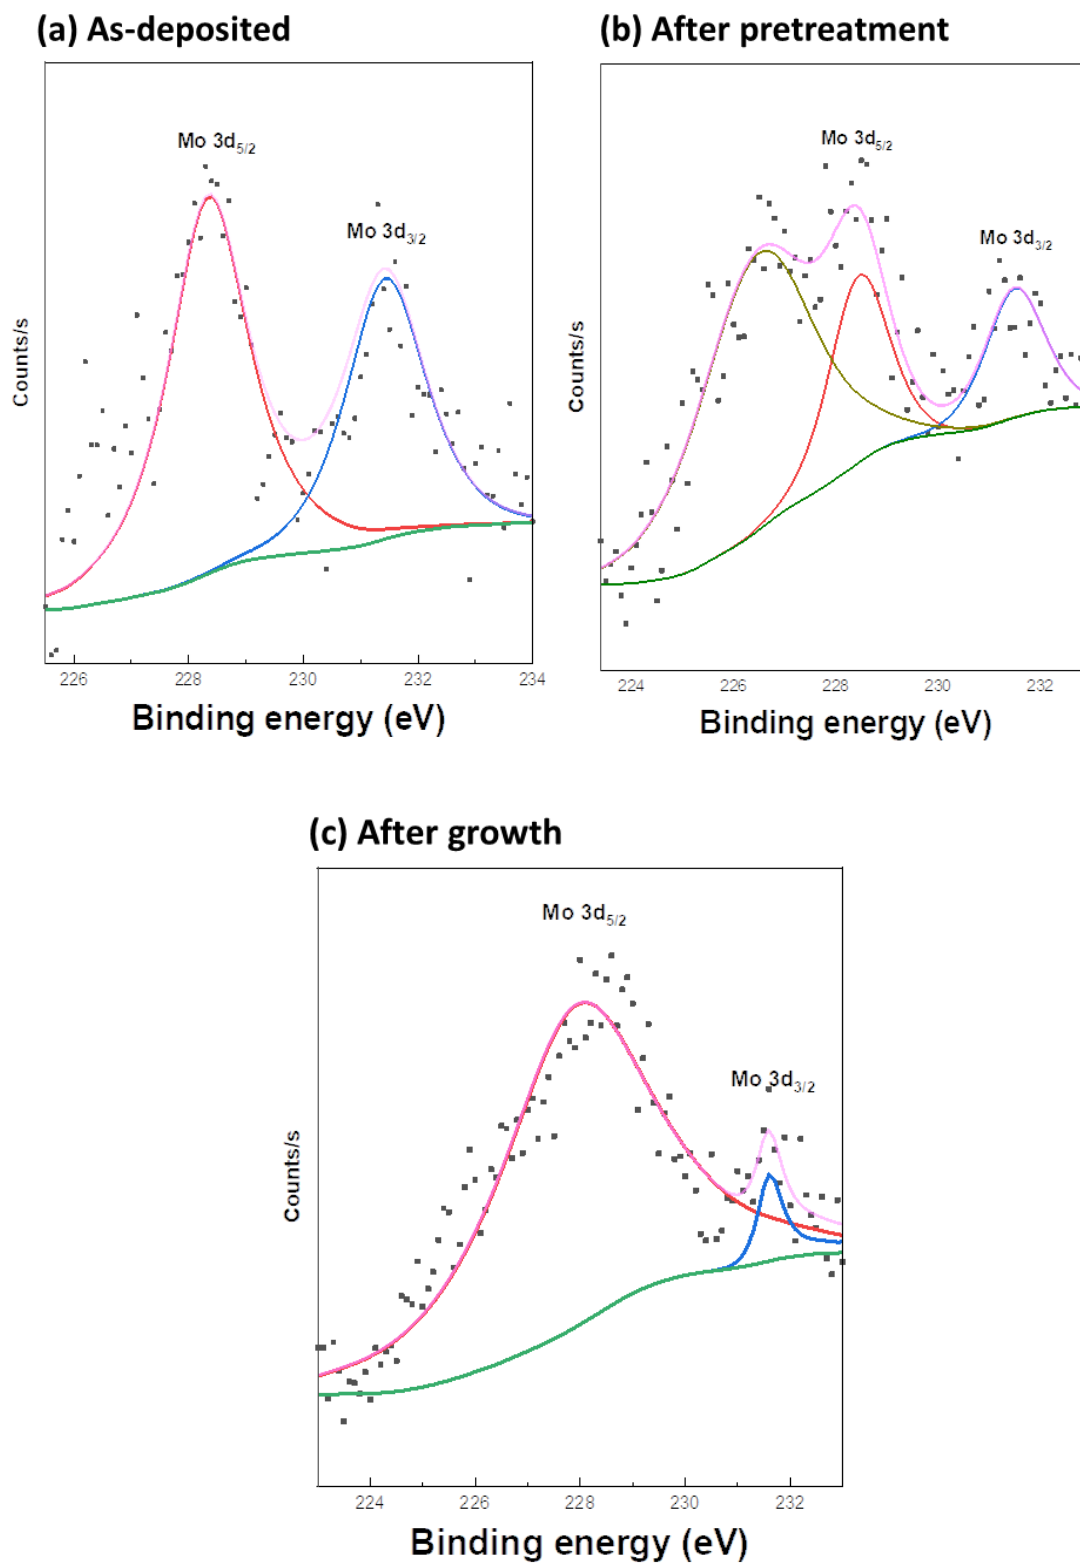 (a) As-deposited
Mo 3d5/2
Mo 3d3/2
Counts/s
226 228 230 232 234
Binding energy (eV)
(b) After pretreatment
Mo 3d5/2
Mo 3d3/2
Counts/s
224 226 228 230 232
Binding energy (eV)
(c) After growth
Mo 3d5/2
Mo 3d3/2
Counts/s
224 226 228 230 232
Binding energy (eV)